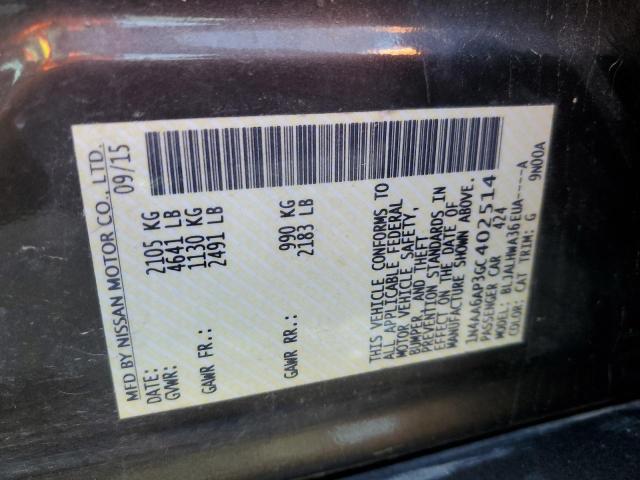 MFD BY NISSAN MOTOR CO., LTD.
DATE: 09/15
GVWR: 2105 KG
4641 LB
GAWR FR.: 1130 KG
2491 LB
GAWR RR.: 990 KG
2183 LB
THIS VEHICLE CONFORMS TO
ALL APPLICABLE FEDERAL
MOTOR VEHICLE SAFETY,
BUMPER, AND THEFT
PREVENTION STANDARDS IN
EFFECT ON THE DATE OF
MANUFACTURE SHOWN ABOVE.
1N4AA6AP3GC402514
PASSENGER CAR 424
MODEL: BLJALHWA36EUA----A
COLOR: CAT TRIM: G 9N00A